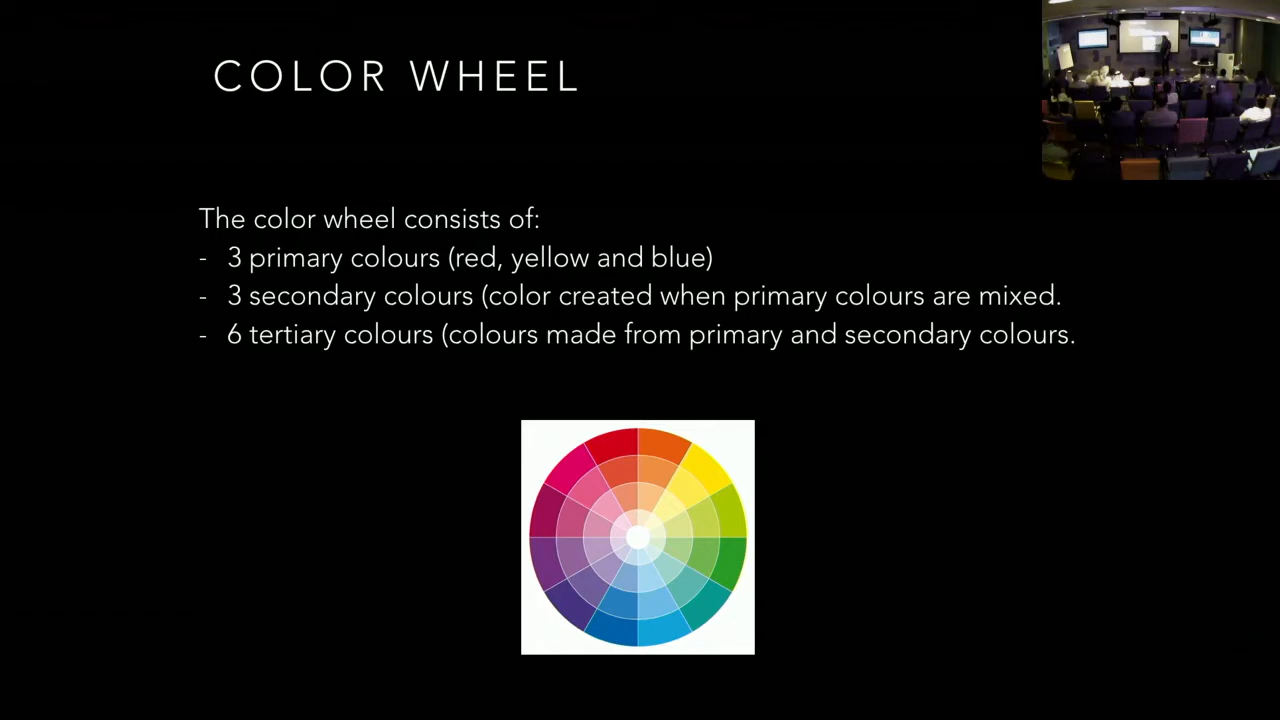 COLOR WHEEL
The color wheel consists of:
- 3 primary colours (red, yellow and blue)
- 3 secondary colours (color created when primary colours are mixed.
- 6 tertiary colours (colours made from primary and secondary colours.